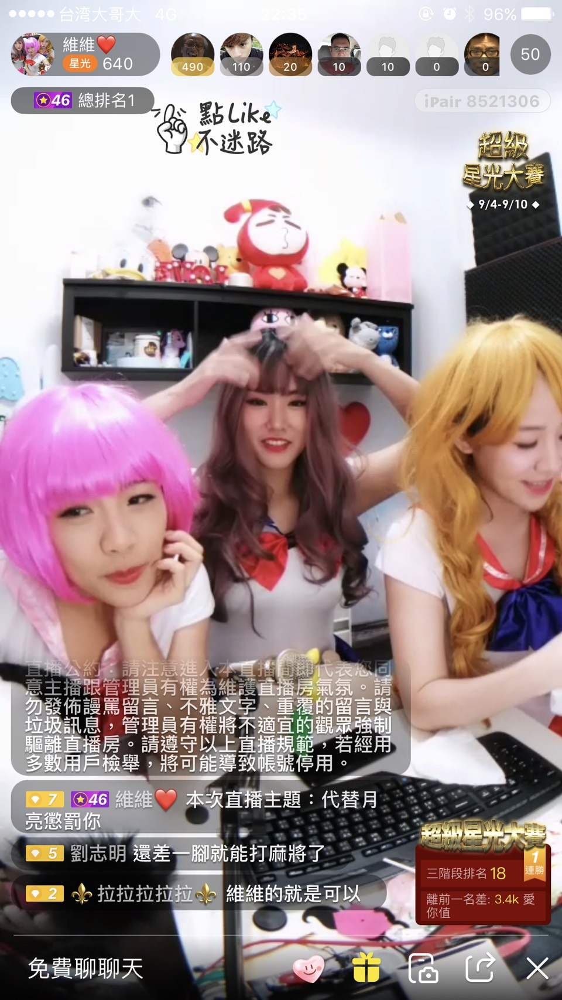 台湾大哥大 4G 22:35 96%
維維❤️
星光 640
490 110 20 10 10 0 0 50
46 總排名1
iPair 8521306
點Like
不迷路
超級
星光大賽
9/4-9/10
直播公約：請注意進入本直播間即代表您同
意主播跟管理員有權為維護直播房氣氛。請
勿發佈謾罵留言、不雅文字、重覆的留言與
垃圾訊息，管理員有權將不適宜的觀眾強制
驅離直播房。請遵守以上直播規範，若經用
多數用戶檢舉，將可能導致帳號停用。
7 46 維維❤️ 本次直播主題：代替月
亮懲罰你
5 劉志明 還差一腳就能打麻將了
2 ⚜️拉拉拉拉拉⚜️ 維維的就是可以
超級星光大賽
1
連勝
三階段排名 18
離前一名差: 3.4k 愛
你值
免費聊聊天